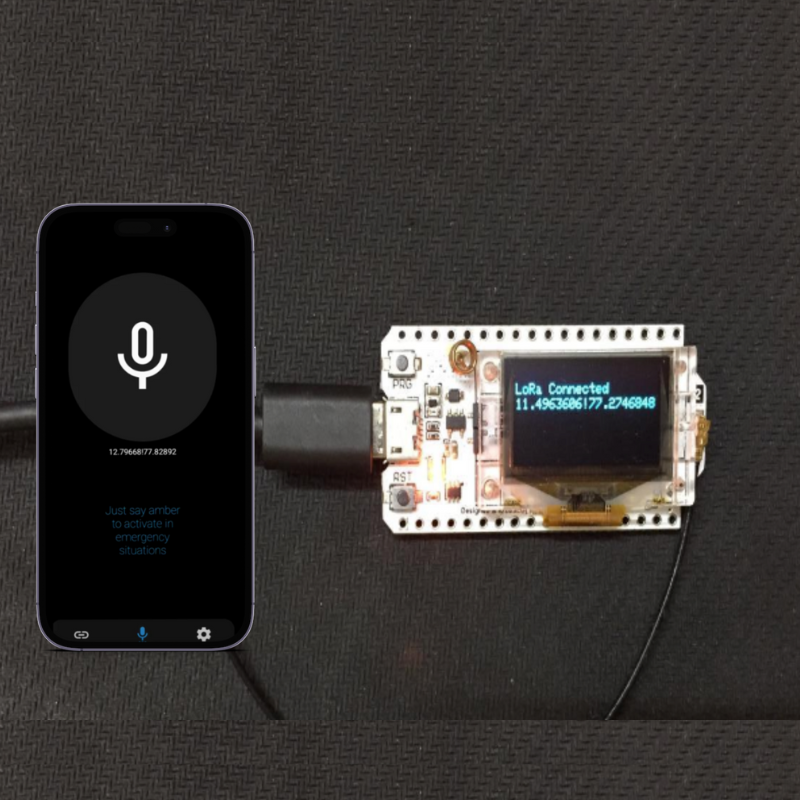 12.79668!77.82892
Just say amber
to activate in
emergency
situations
PRG
LoRa Connected
11.4963606!77.2746848
RST